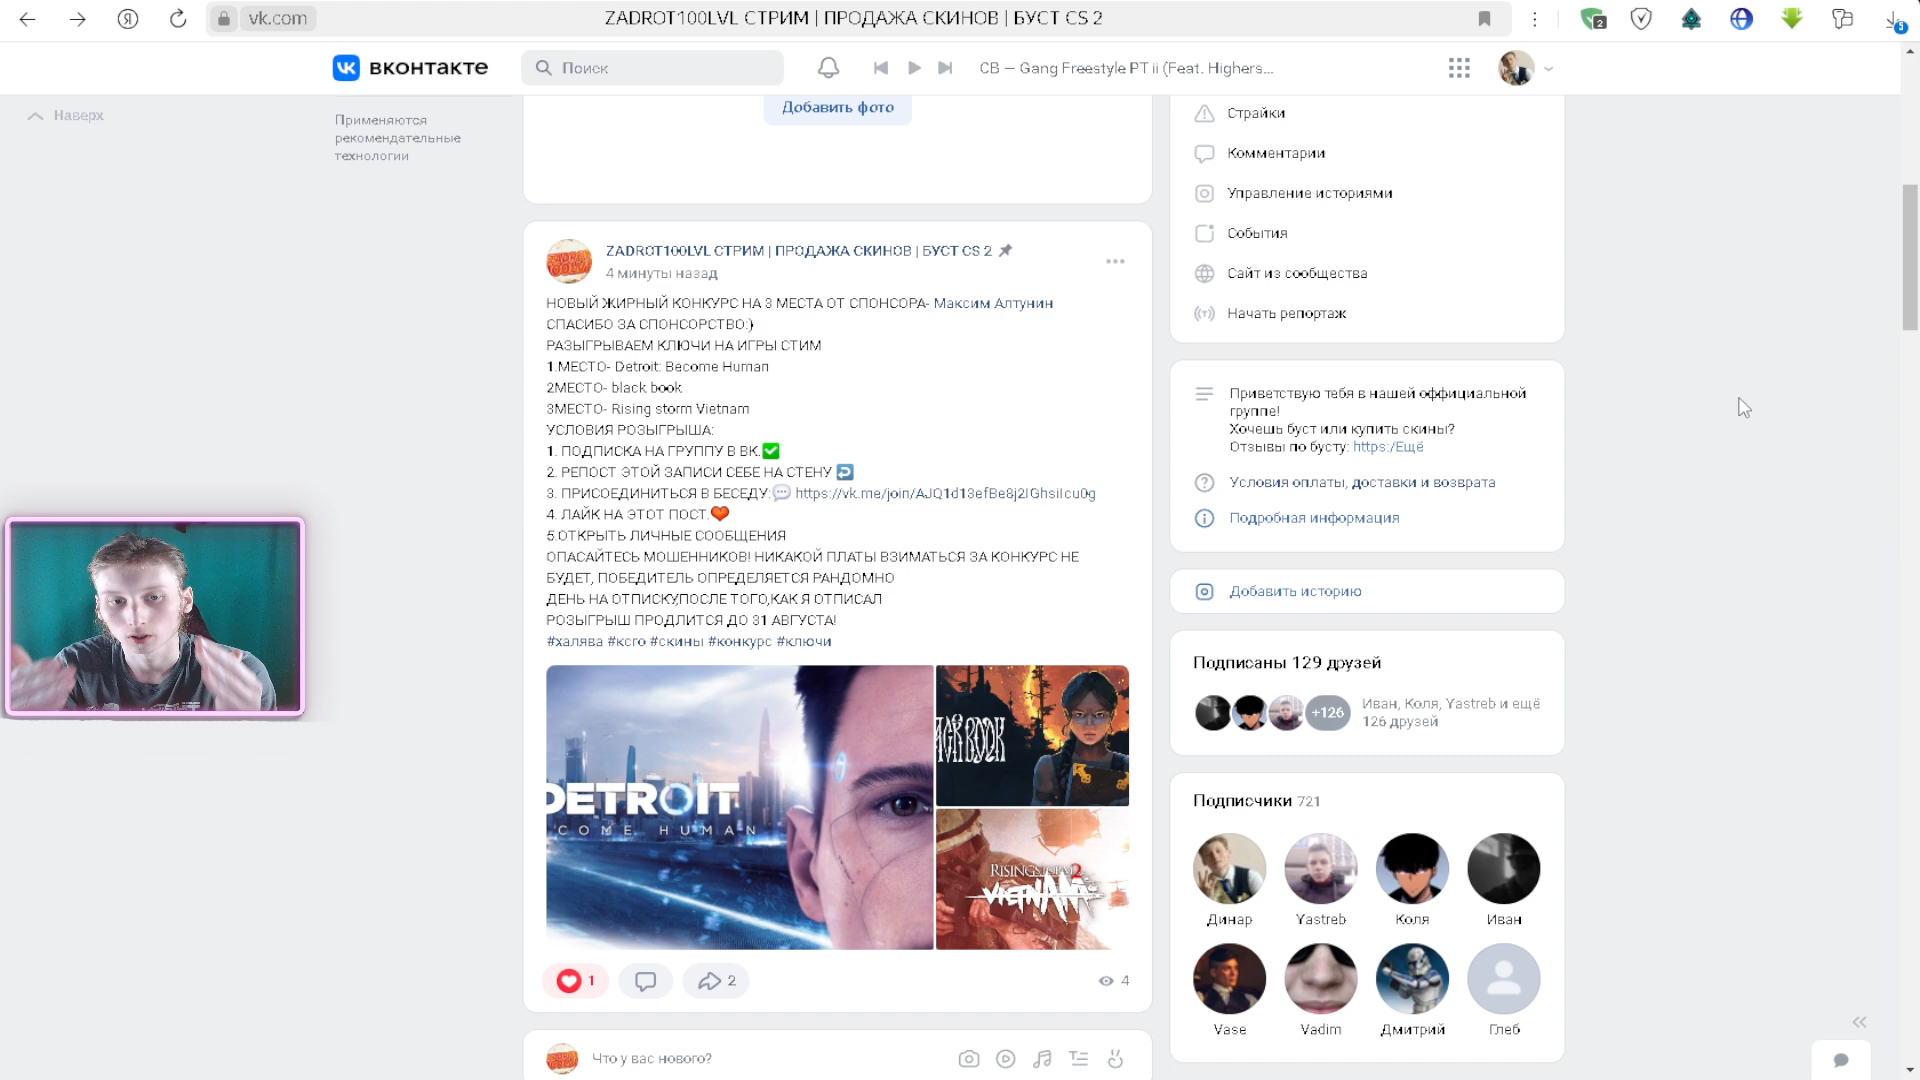 vk.com
ZADROT100LVL СТРИМ | ПРОДАЖА СКИНОВ | БУСТ CS 2
2
5
вконтакте
Поиск
CB – Gang Freestyle PT ii (Feat. Highers...
Наверх
Применяются
рекомендательные
технологии
Добавить фото
ZADROT100LVL СТРИМ | ПРОДАЖА СКИНОВ | БУСТ CS 2
4 минуты назад
НОВЫЙ ЖИРНЫЙ КОНКУРС НА 3 МЕСТА ОТ СПОНСОРА- Максим Алтунин
СПАСИБО ЗА СПОНСОРСТВО:)
РАЗЫГРЫВАЕМ КЛЮЧИ НА ИГРЫ СТИМ
1.МЕСТО- Detroit: Become Human
2МЕСТО- black book
3МЕСТО- Rising storm Vietnam
УСЛОВИЯ РОЗЫГРЫША:
1. ПОДПИСКА НА ГРУППУ В ВК.✅
2. РЕПОСТ ЭТОЙ ЗАПИСИ СЕБЕ НА СТЕНУ ↩️
3. ПРИСОЕДИНИТЬСЯ В БЕСЕДУ:💬 https://vk.me/join/AJQ1d13efBe8j2IGhsiIcu0g
4. ЛАЙК НА ЭТОТ ПОСТ.❤️
5.ОТКРЫТЬ ЛИЧНЫЕ СООБЩЕНИЯ
ОПАСАЙТЕСЬ МОШЕННИКОВ! НИКАКОЙ ПЛАТЫ ВЗИМАТЬСЯ ЗА КОНКУРС НЕ
БУДЕТ, ПОБЕДИТЕЛЬ ОПРЕДЕЛЯЕТСЯ РАНДОМНО
ДЕНЬ НА ОТПИСКУ,ПОСЛЕ ТОГО,КАК Я ОТПИСАЛ
РОЗЫГРЫШ ПРОДЛИТСЯ ДО 31 АВГУСТА!
#халява #ксго #скины #конкурс #ключи
DETROIT
COME HUMAN
BOOK
RISING STORM 2
VIETNAM
1
2
4
Что у вас нового?
Страйки
Комментарии
Управление историями
События
Сайт из сообщества
Начать репортаж
Приветствую тебя в нашей оффициальной
группе!
Хочешь буст или купить скины?
Отзывы по бусту: https:/Ещё
Условия оплаты, доставки и возврата
Подробная информация
Добавить историю
Подписаны 129 друзей
+126
Иван, Коля, Yastreb и ещё
126 друзей
Подписчики 721
Динар
Yastreb
Коля
Иван
Vase
Vadim
Дмитрий
Глеб